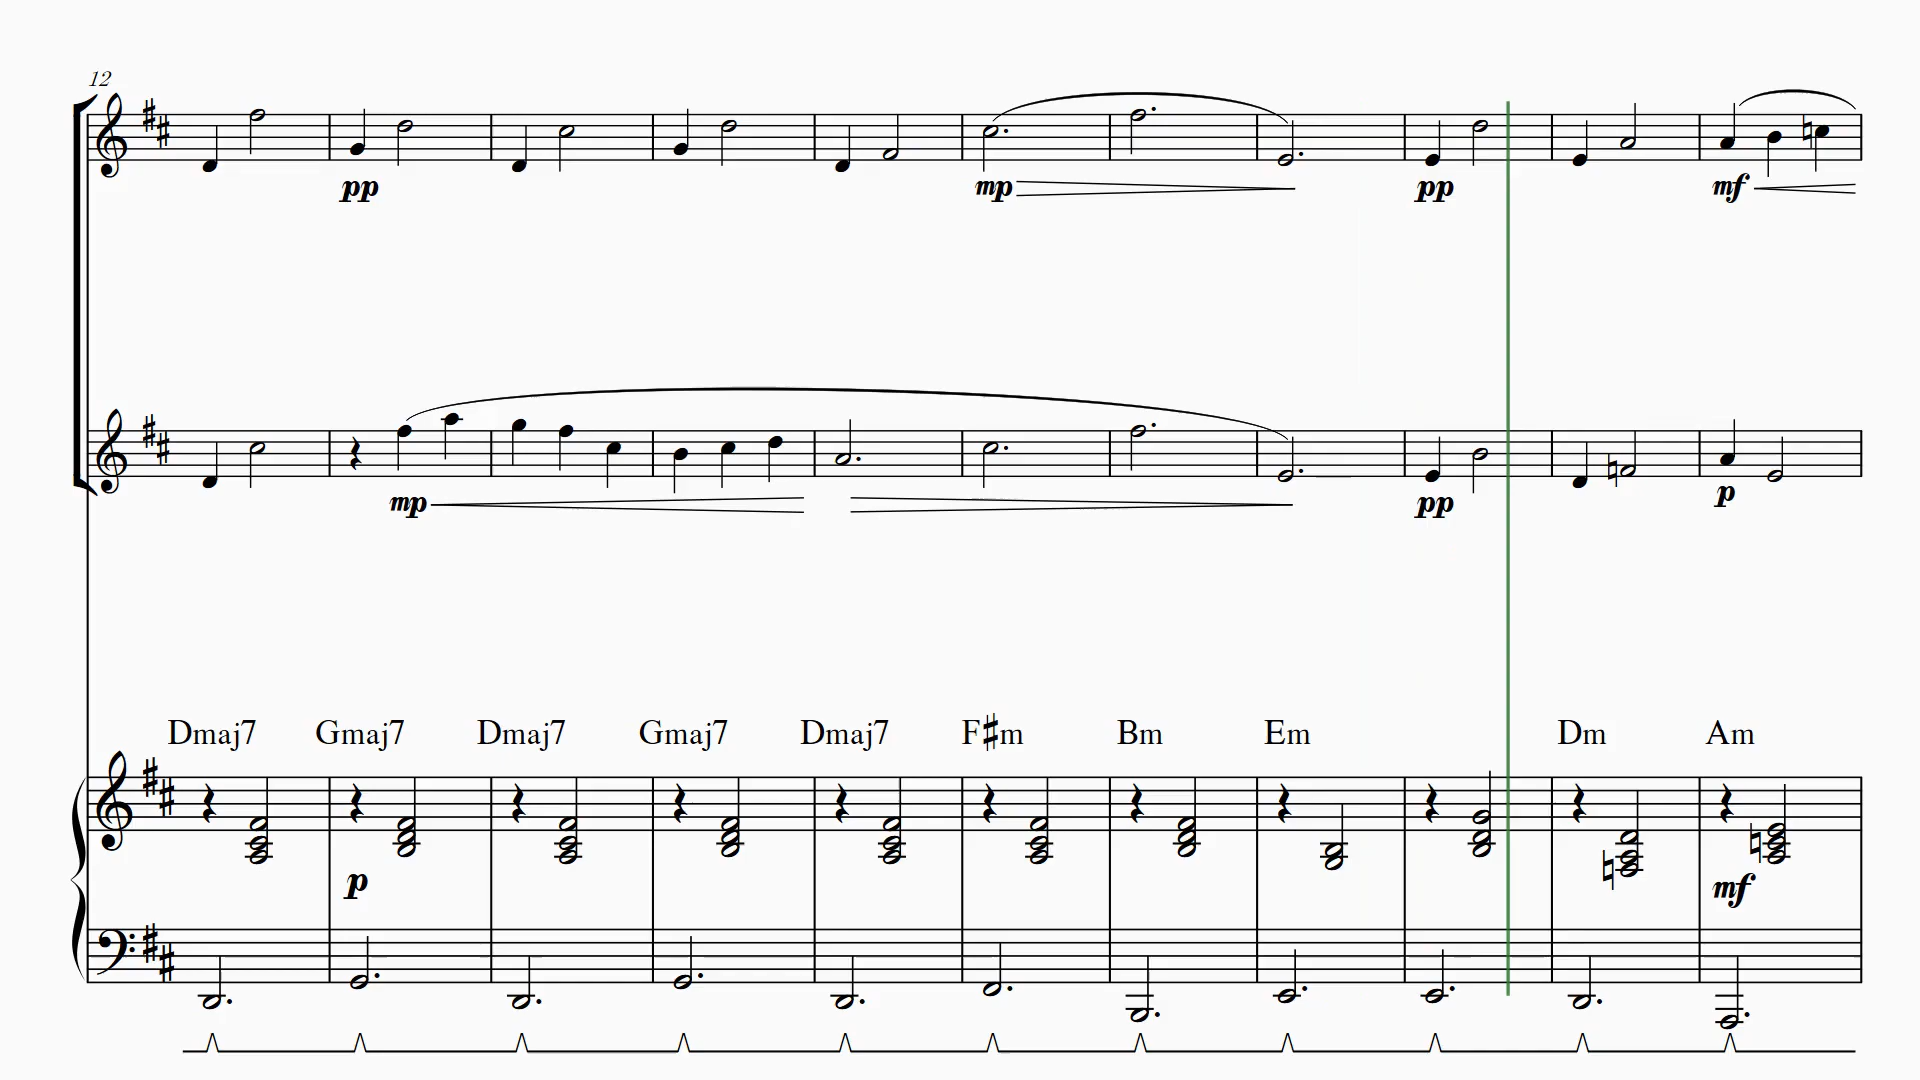 12
pp mp pp mf
mp pp p
Dmaj7 Gmaj7 Dmaj7 Gmaj7 Dmaj7 F♯m Bm Em Dm Am
p mf